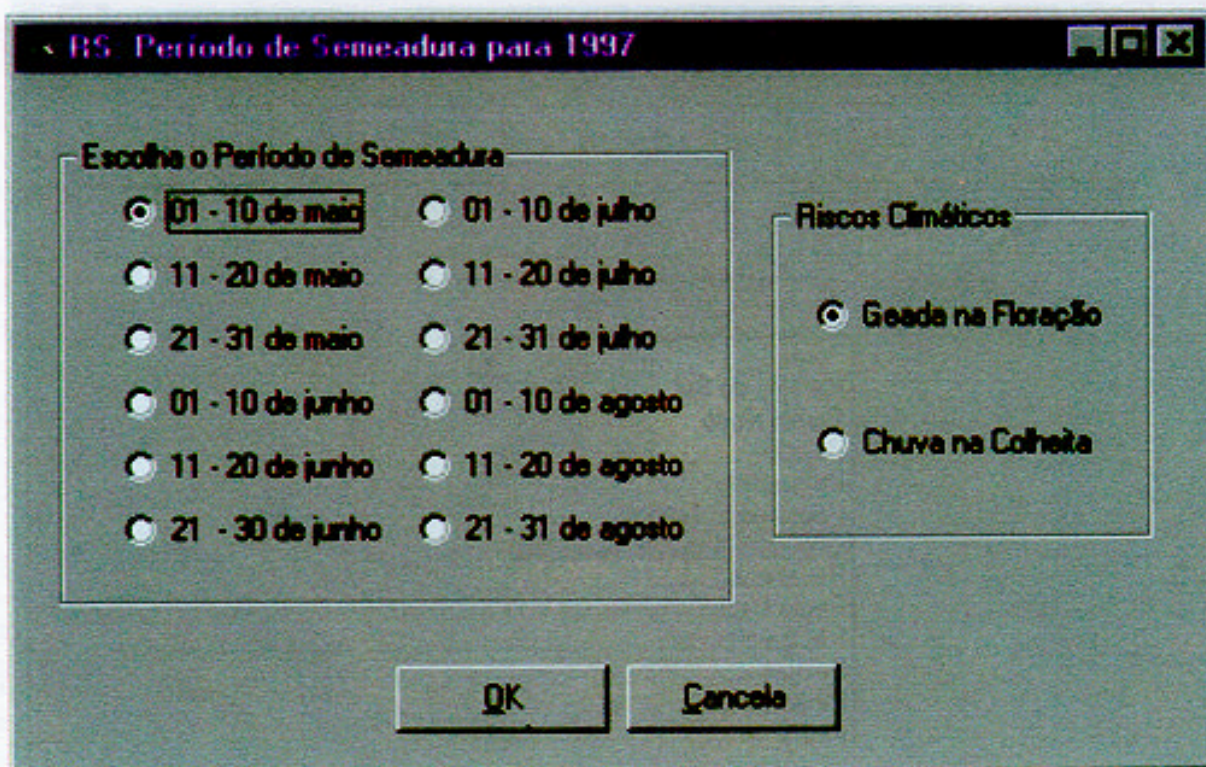 RS: Período de Semeadura para 1997
Escolha o Período de Semeadura
01 - 10 de maio
11 - 20 de maio
21 - 31 de maio
01 - 10 de junho
11 - 20 de junho
21 - 30 de junho
01 - 10 de julho
11 - 20 de julho
21 - 31 de julho
01 - 10 de agosto
11 - 20 de agosto
21 - 31 de agosto
Riscos Climáticos
Geada na Floração
Chuva na Colheita
OK
Cancela